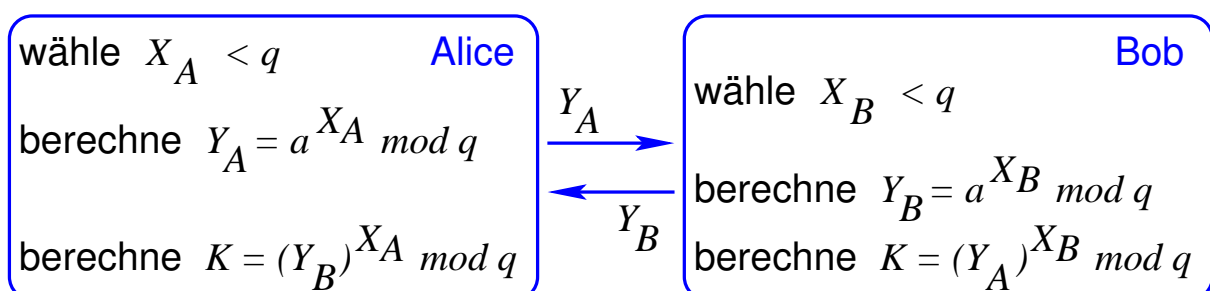 wähle X_A < q Alice
berechne Y_A = a^{X_A} mod q
berechne K = (Y_B)^{X_A} mod q
Y_A
Y_B
Bob
wähle X_B < q
berechne Y_B = a^{X_B} mod q
berechne K = (Y_A)^{X_B} mod q